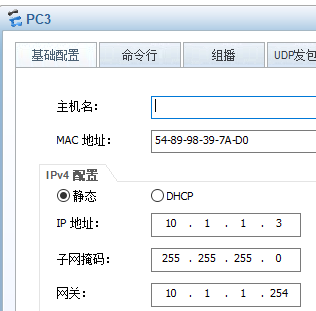 PC3
基础配置 命令行 组播 UDP发包
主机名：
MAC 地址： 54-89-98-39-7A-D0
IPv4 配置
静态 DHCP
IP 地址： 10 . 1 . 1 . 3
子网掩码： 255 . 255 . 255 . 0
网关： 10 . 1 . 1 . 254